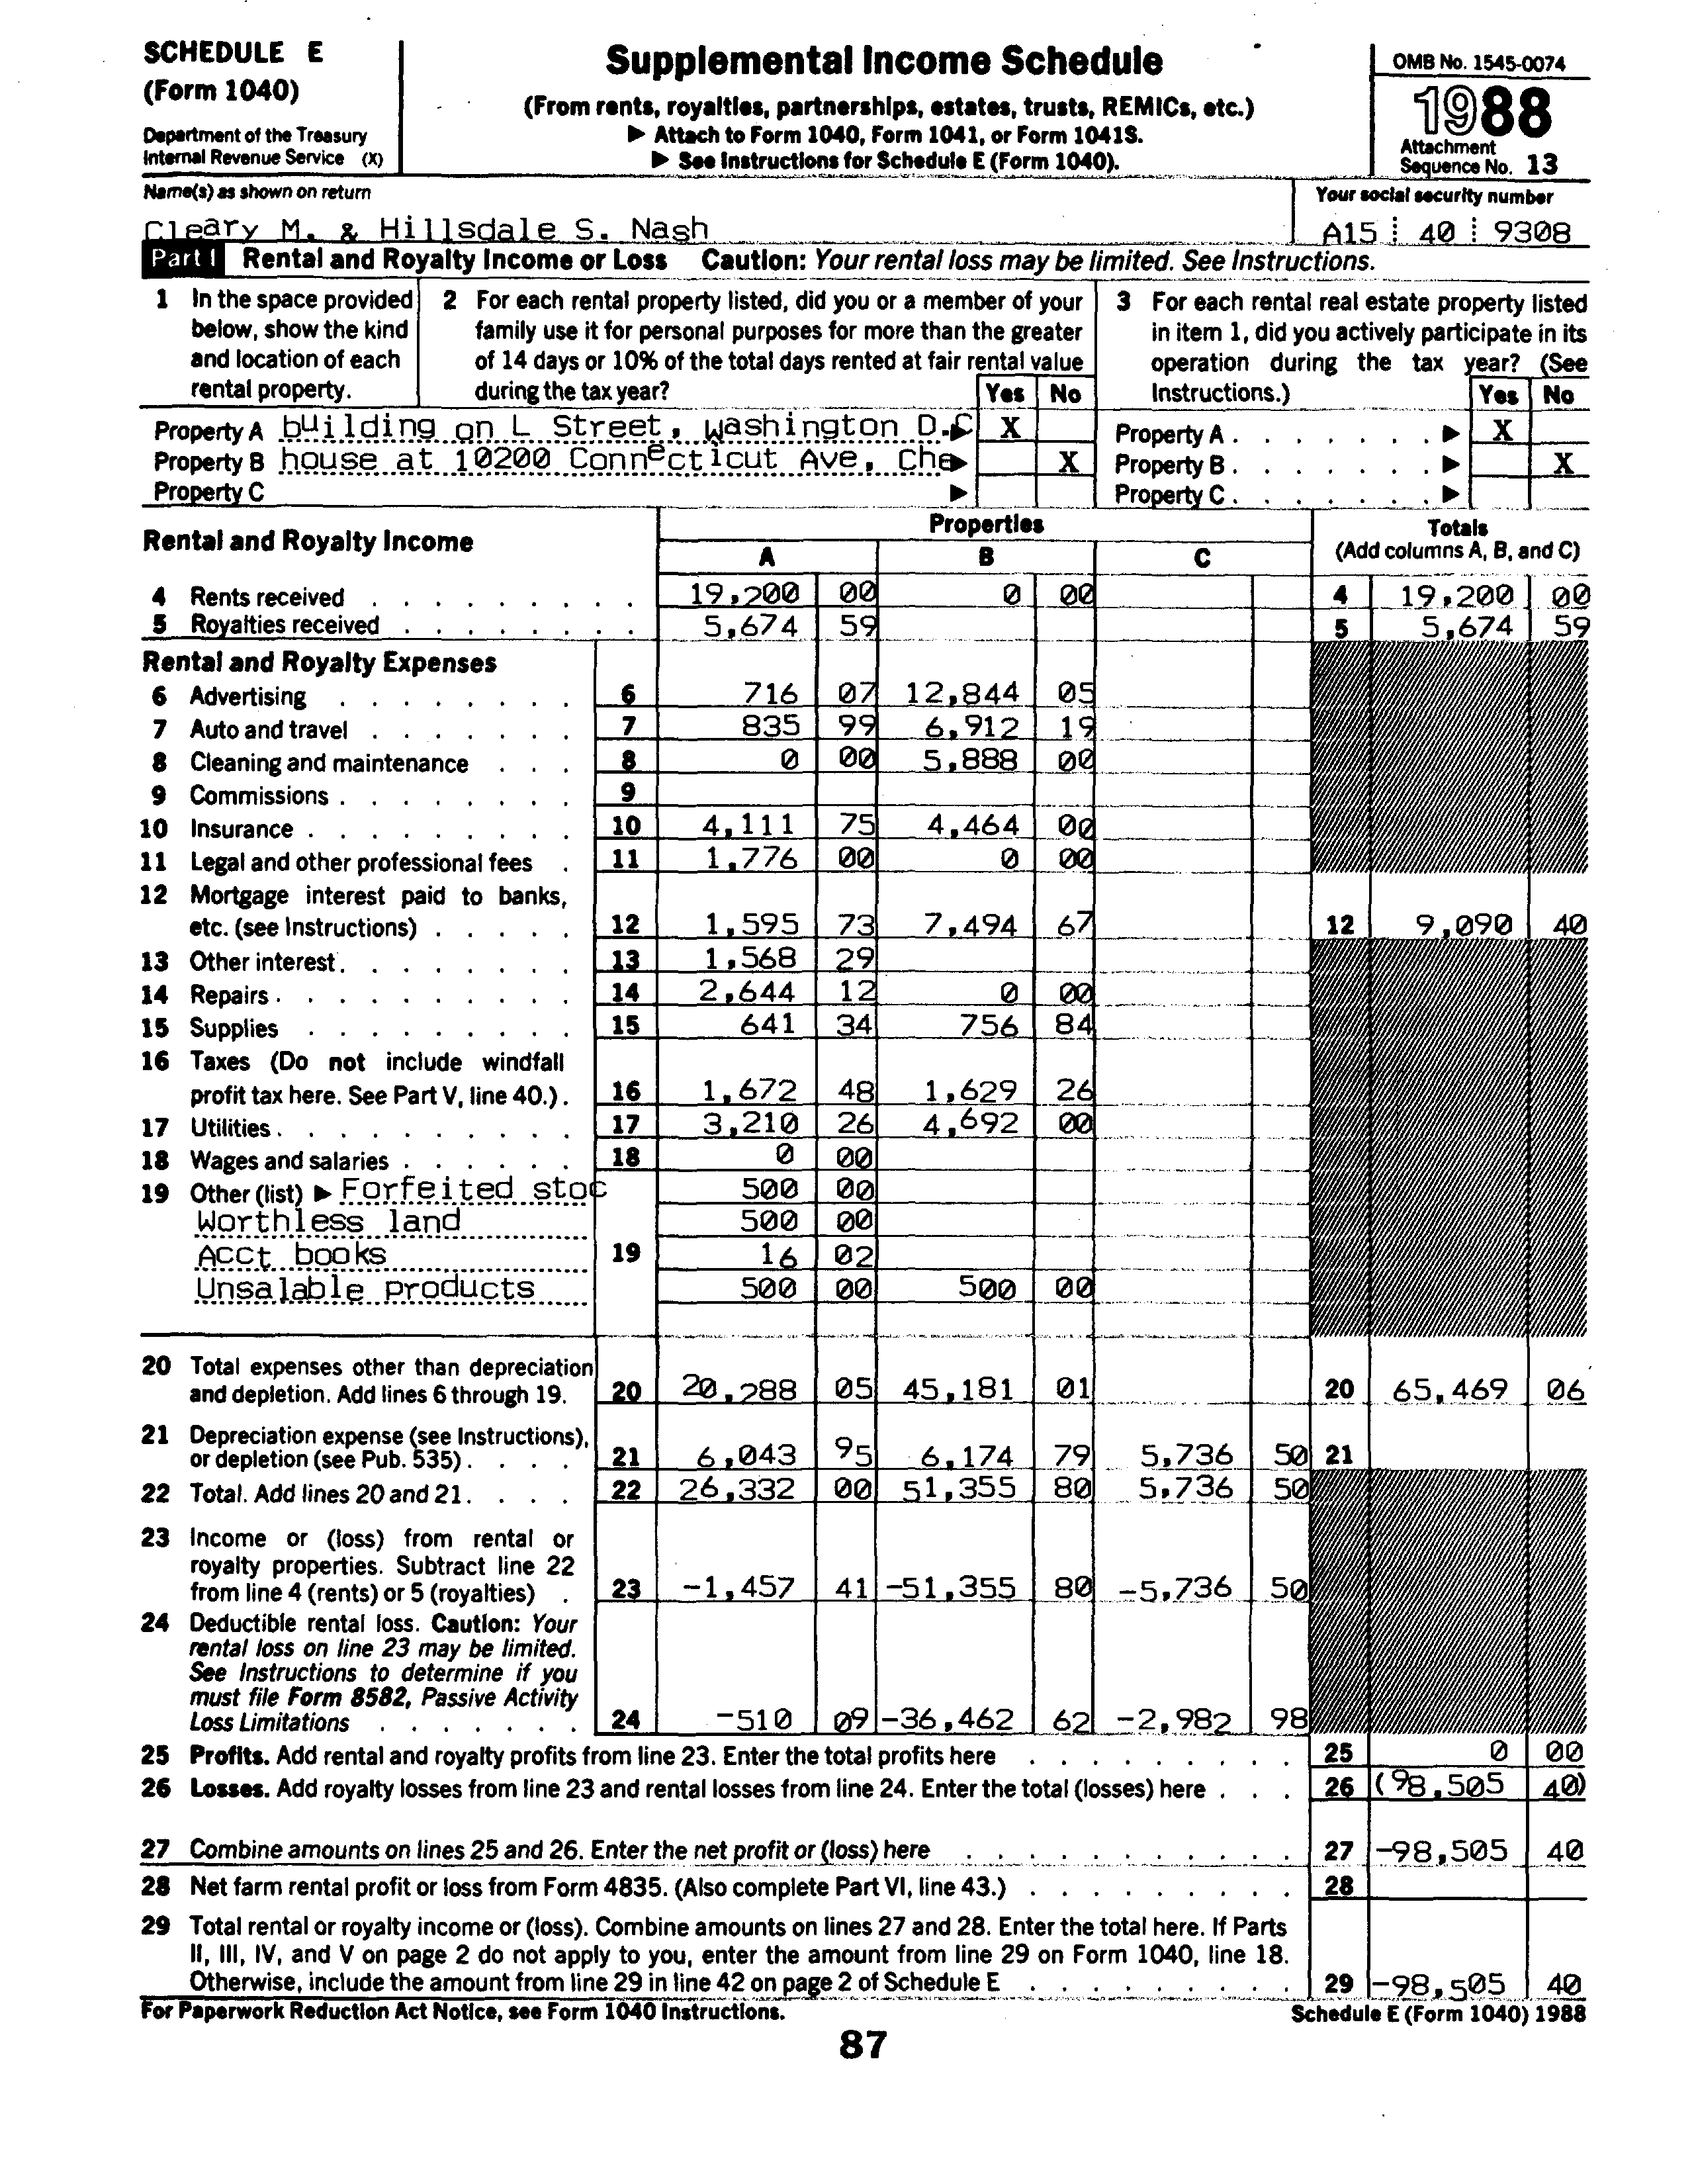 SCHEDULE E
(Form 1040)
Department of the Treasury
Internal Revenue Service (X)
Supplemental Income Schedule
(From rents, royalties, partnerships, estates, trusts, REMICs, etc.)
▶ Attach to Form 1040, Form 1041, or Form 1041S.
▶ See Instructions for Schedule E (Form 1040).
OMB No. 1545-0074
1988
Attachment
Sequence No. 13
Name(s) as shown on return
Your social security number
Cleary M. & Hillsdale S. Nash
A15 40 9308
Part I Rental and Royalty Income or Loss Caution: Your rental loss may be limited. See Instructions.
1 In the space provided
below, show the kind
and location of each
rental property.
2 For each rental property listed, did you or a member of your
family use it for personal purposes for more than the greater
of 14 days or 10% of the total days rented at fair rental value
during the tax year?
Yes No
3 For each rental real estate property listed
in item 1, did you actively participate in its
operation during the tax year? (See
Instructions.)
Yes No
Property A building on L Street, Washington D.C ▶ X
Property A . . . . . . . ▶ X
Property B house at 10200 Connecticut Ave, Che ▶ X
Property B . . . . . . . ▶ X
Property C ▶
Property C . . . . . . . ▶
Rental and Royalty Income
Properties
A B C
Totals
(Add columns A, B, and C)
4 Rents received . . . . . . . . . 19,200 00 0 00 4 19,200 00
5 Royalties received . . . . . . . . 5,674 59 5 5,674 59
Rental and Royalty Expenses
6 Advertising . . . . . . . . 6 716 07 12,844 05
7 Auto and travel . . . . . . . 7 835 99 6,912 19
8 Cleaning and maintenance . . . 8 0 00 5,888 00
9 Commissions . . . . . . . . 9
10 Insurance . . . . . . . . . 10 4,111 75 4,464 00
11 Legal and other professional fees . 11 1,776 00 0 00
12 Mortgage interest paid to banks,
etc. (see Instructions) . . . . . 12 1,595 73 7,494 67 12 9,090 40
13 Other interest . . . . . . . . 13 1,568 29
14 Repairs . . . . . . . . . . 14 2,644 12 0 00
15 Supplies . . . . . . . . . 15 641 34 756 84
16 Taxes (Do not include windfall
profit tax here. See Part V, line 40.) . 16 1,672 48 1,629 26
17 Utilities . . . . . . . . . . 17 3,210 26 4,692 00
18 Wages and salaries . . . . . . 18 0 00
19 Other (list) ▶ Forfeited stoc 500 00
Worthless land 500 00
Acct books 19 16 02
Unsalable products 500 00 500 00
20 Total expenses other than depreciation
and depletion. Add lines 6 through 19. 20 20,288 05 45,181 01 20 65,469 06
21 Depreciation expense (see Instructions),
or depletion (see Pub. 535) . . . . 21 6,043 95 6,174 79 5,736 50 21
22 Total. Add lines 20 and 21. . . . 22 26,332 00 51,355 80 5,736 50
23 Income or (loss) from rental or
royalty properties. Subtract line 22
from line 4 (rents) or 5 (royalties) . 23 -1,457 41 -51,355 80 -5,736 50
24 Deductible rental loss. Caution: Your
rental loss on line 23 may be limited.
See Instructions to determine if you
must file Form 8582, Passive Activity
Loss Limitations . . . . . . . 24 -510 09 -36,462 62 -2,982 98
25 Profits. Add rental and royalty profits from line 23. Enter the total profits here . . . . . . . . . 25 0 00
26 Losses. Add royalty losses from line 23 and rental losses from line 24. Enter the total (losses) here . . . 26 (98,505 40)
27 Combine amounts on lines 25 and 26. Enter the net profit or (loss) here . . . . . . . . . . . 27 -98,505 40
28 Net farm rental profit or loss from Form 4835. (Also complete Part VI, line 43.) . . . . . . . . . 28
29 Total rental or royalty income or (loss). Combine amounts on lines 27 and 28. Enter the total here. If Parts
II, III, IV, and V on page 2 do not apply to you, enter the amount from line 29 on Form 1040, line 18.
Otherwise, include the amount from line 29 in line 42 on page 2 of Schedule E . . . . . . . . . 29 -98,505 40
For Paperwork Reduction Act Notice, see Form 1040 Instructions.
Schedule E (Form 1040) 1988
87